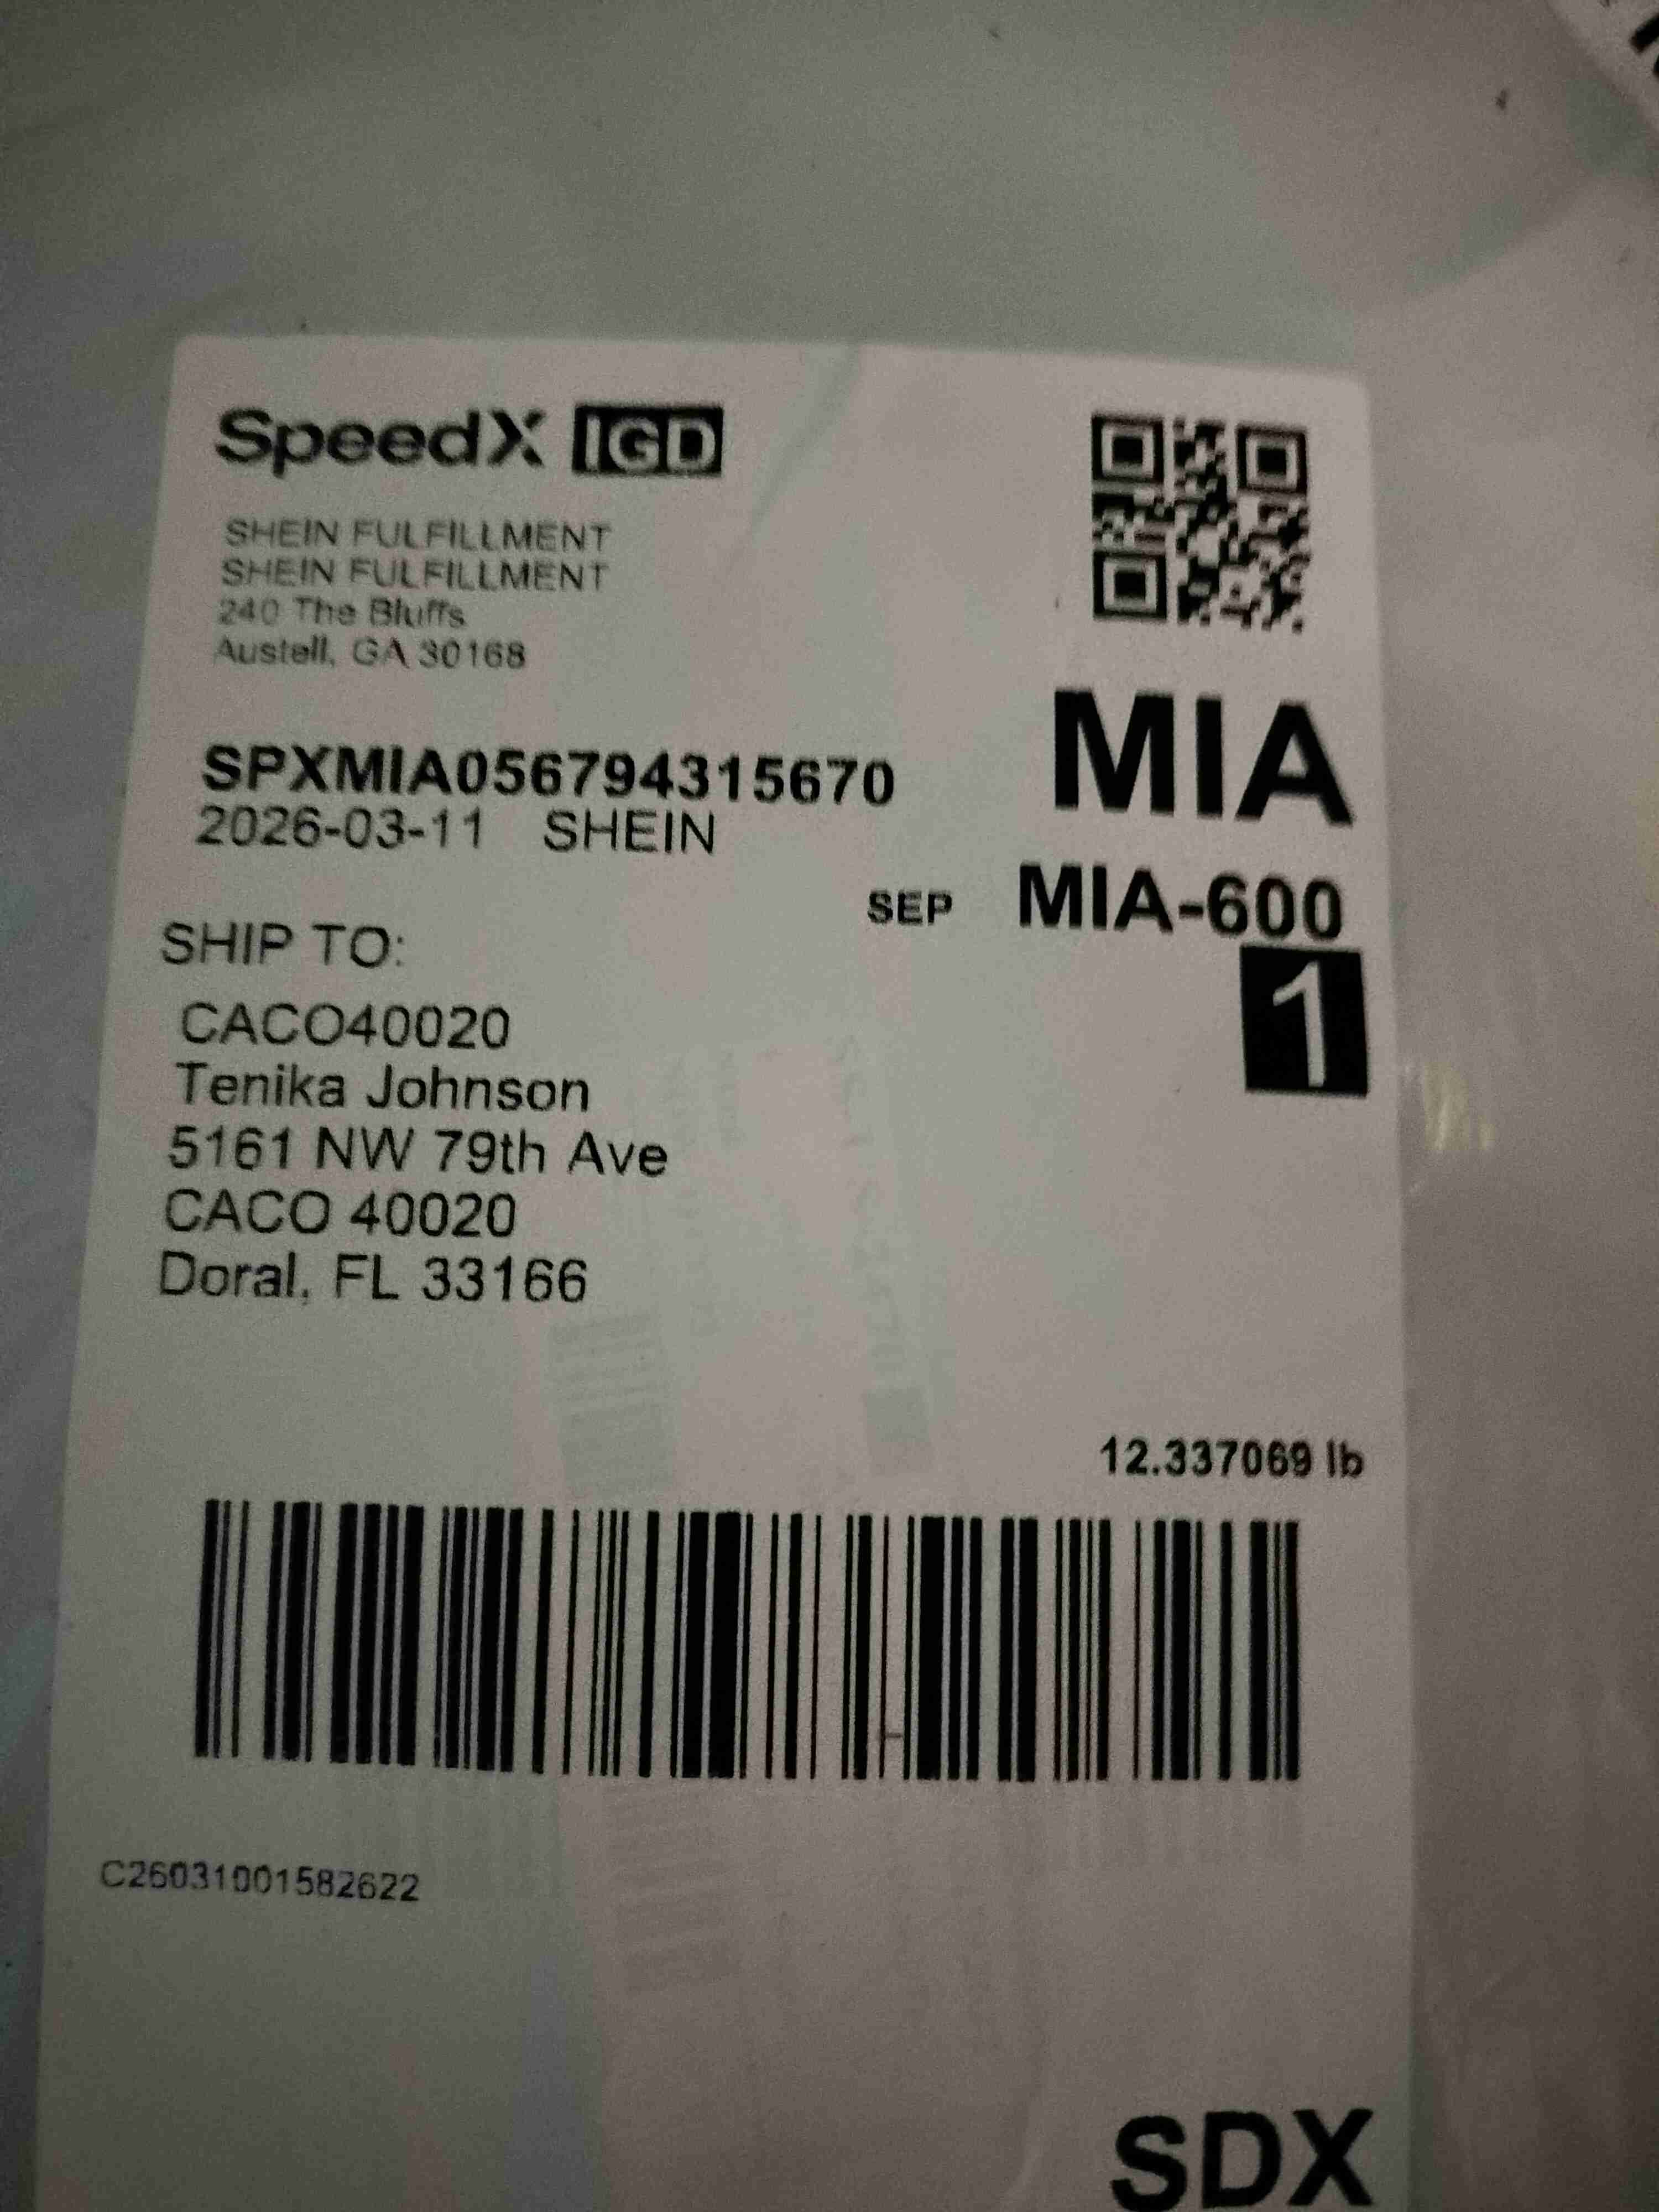 SpeedX IGD
SHEIN FULFILLMENT
SHEIN FULFILLMENT
240 The Bluffs
Austell, GA 30168
MIA
SPXMIA056794315670
2026-03-11 SHEIN
SEP MIA-600
1
SHIP TO:
CACO40020
Tenika Johnson
5161 NW 79th Ave
CACO 40020
Doral, FL 33166
12.337069 lb
C26031001582622
SDX